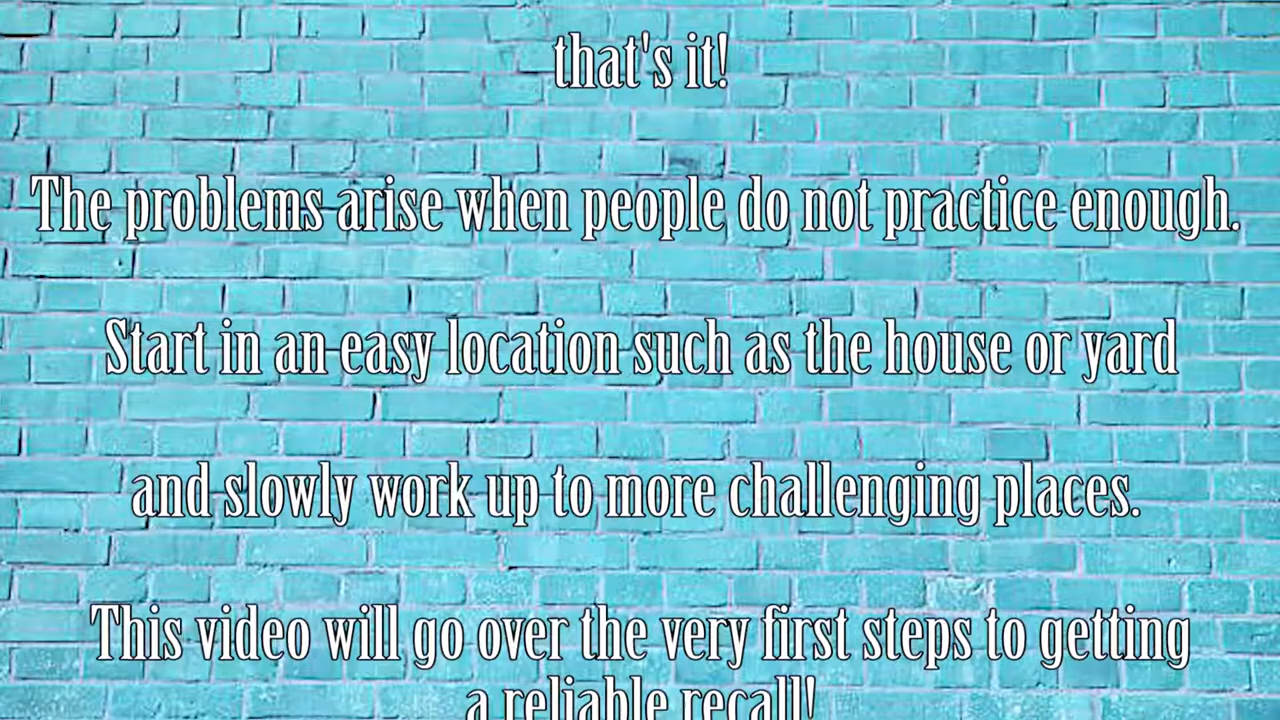 that's it!
The problems arise when people do not practice enough.
Start in an easy location such as the house or yard
and slowly work up to more challenging places.
This video will go over the very first steps to getting
a reliable recall!